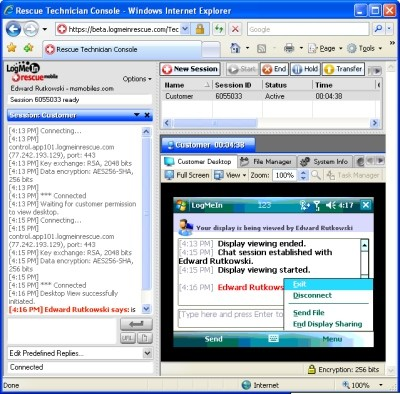 Rescue Technician Console - Windows Internet Explorer
https://beta.logmeinrescue.com/Tec
Google
Rescue Technician Console
Page
Tools
LogMeIn
rescue mobile
Options
Edward Rutkowski - msmobiles.com
Session 6055033 ready
Session: Customer
[4:13 PM] Connecting...
[4:13 PM]
control.app101.logmeinrescue.com
(77.242.193.129), port: 443
[4:13 PM] Key exchange: RSA, 2048 bits
[4:13 PM] Data encryption: AES256-SHA,
256 bits
[4:13 PM]
[4:13 PM] *** Connected
[4:13 PM] Waiting for customer permission
to view desktop.
[4:15 PM] Connecting...
[4:15 PM]
control.app101.logmeinrescue.com
(77.242.193.129), port: 443
[4:15 PM] Key exchange: RSA, 2048 bits
[4:15 PM] Data encryption: AES256-SHA,
256 bits
[4:15 PM]
[4:15 PM] *** Connected
[4:15 PM] Desktop View successfully
initiated.
[4:16 PM] Edward Rutkowski says: is
URL
Edit Predefined Replies...
Connected
New Session
Start
End
Hold
Transfer
Name Session ID Status Time
Customer 6055033 Active 00:04:38
Customer 00:04:38
Customer Desktop File Manager System Info
Full Screen View Zoom: 100% Task Manager
LogMeIn 123 4:17
Your display is being viewed by Edward Rutkowski
[4:13 PM] Display viewing ended.
[4:15 PM] Chat session established with
Edward Rutkowski.
[4:15 PM] Display viewing started.
[4:16 PM] Edward Rutkows
Exit
Disconnect
Send File
End Display Sharing
[Type here and press Enter to
Send Menu
Encryption: 256 bits
Done Internet 100%